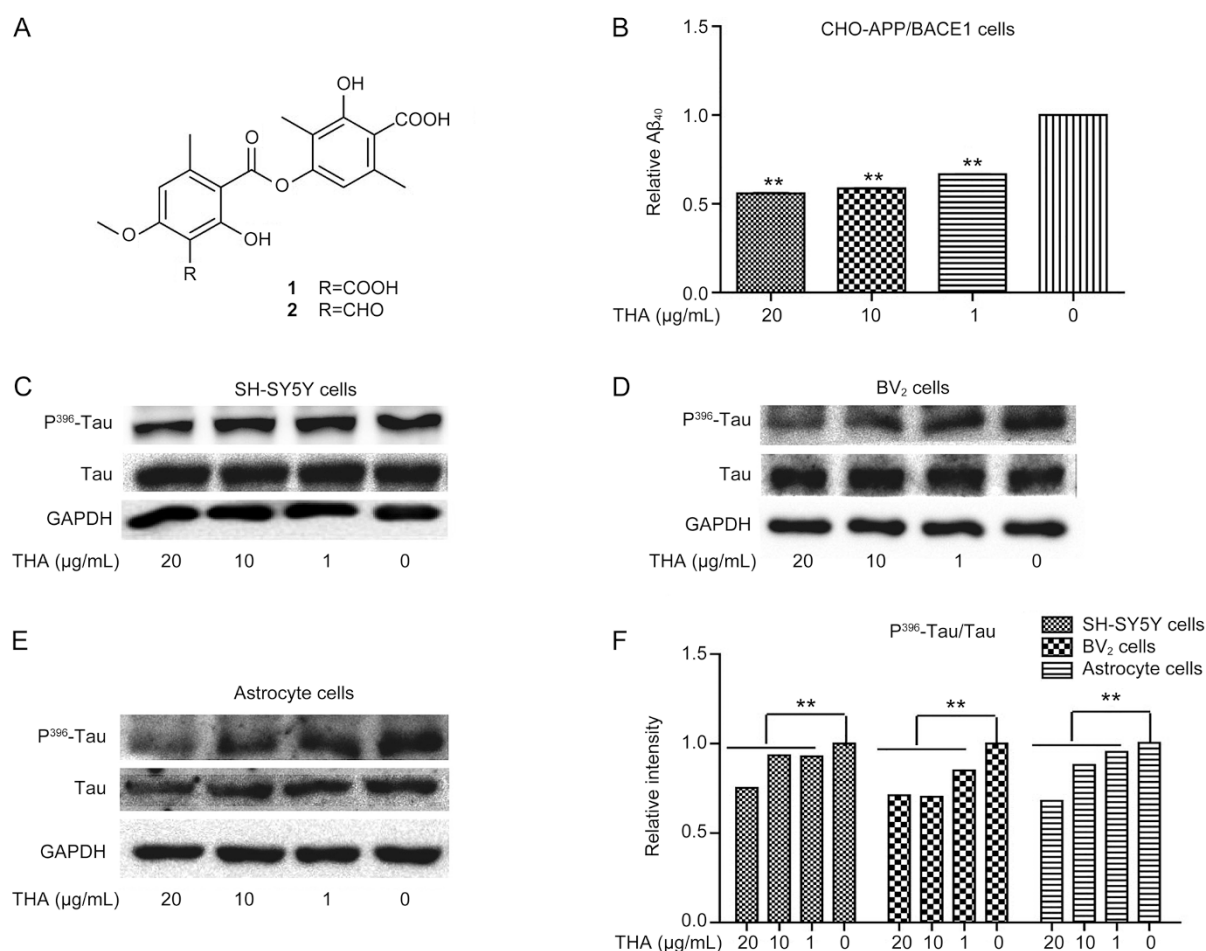 A
OH
COOH
O
O
O
OH
R
1 R=COOH
2 R=CHO
B
CHO-APP/BACE1 cells
Relative Aβ₄₀
1.5
1.0
0.5
0.0
** ** **
THA (µg/mL) 20 10 1 0
C
SH-SY5Y cells
P³⁹⁶-Tau
Tau
GAPDH
THA (µg/mL) 20 10 1 0
D
BV₂ cells
P³⁹⁶-Tau
Tau
GAPDH
THA (µg/mL) 20 10 1 0
E
Astrocyte cells
P³⁹⁶-Tau
Tau
GAPDH
THA (µg/mL) 20 10 1 0
F
P³⁹⁶-Tau/Tau
SH-SY5Y cells
BV₂ cells
Astrocyte cells
Relative intensity
1.5
1.0
0.5
0.0
** ** **
THA (µg/mL) 20 10 1 0 20 10 1 0 20 10 1 0